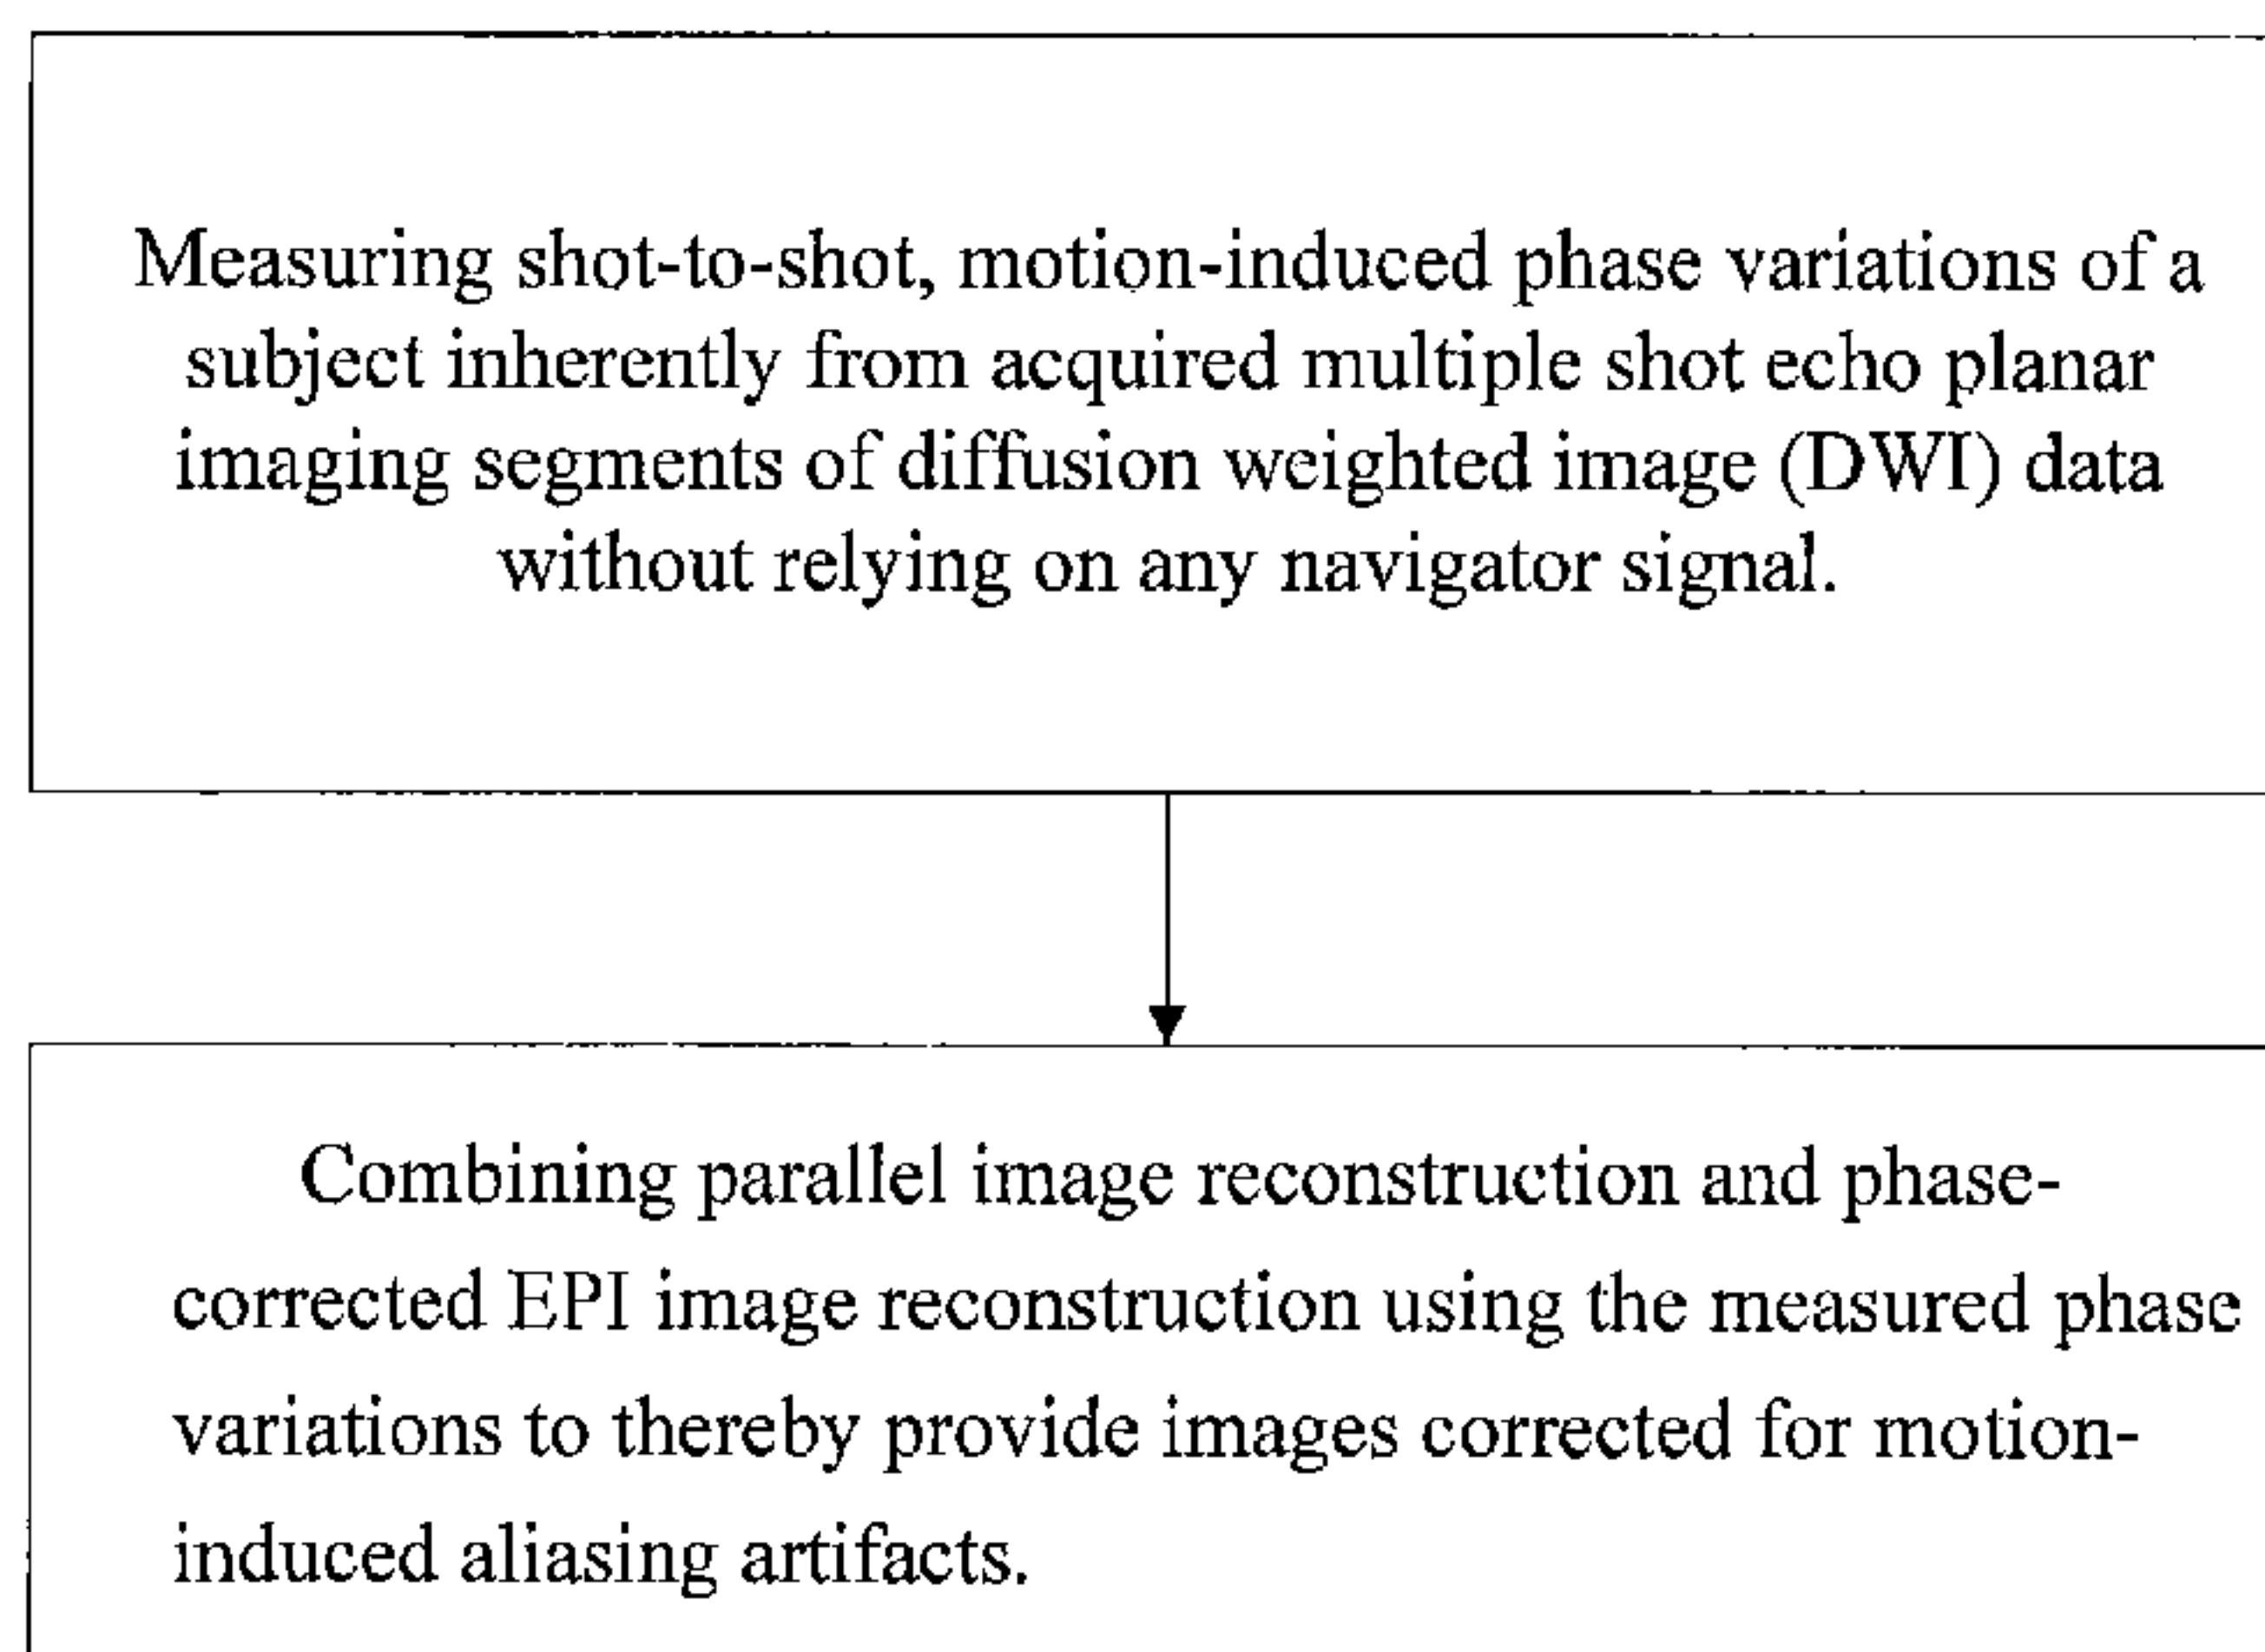 Measuring shot-to-shot, motion-induced phase variations of a
subject inherently from acquired multiple shot echo planar
imaging segments of diffusion weighted image (DWI) data
without relying on any navigator signal.
Combining parallel image reconstruction and phase-
corrected EPI image reconstruction using the measured phase
variations to thereby provide images corrected for motion-
induced aliasing artifacts.